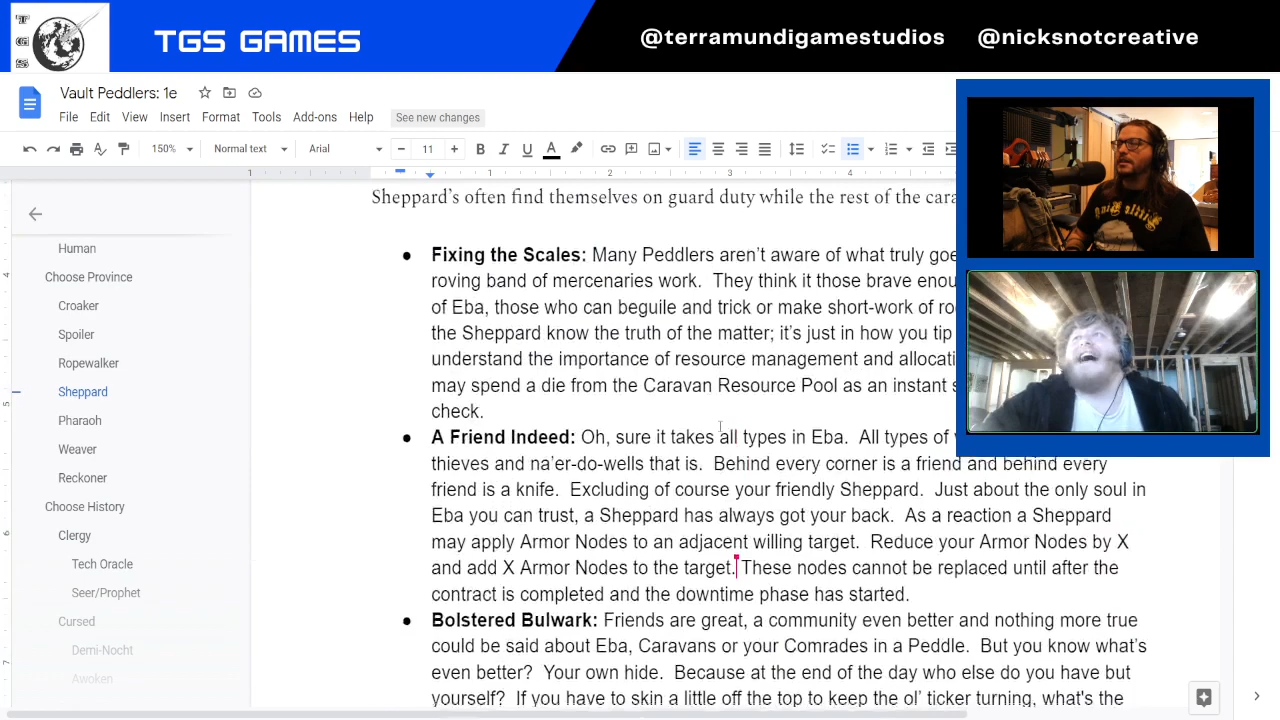 TGS
TGS GAMES
@terramundigamestudios @nicksnotcreative
Vault Peddlers: 1e
File Edit View Insert Format Tools Add-ons Help See new changes
150% Normal text Arial 11
1 1 2 3 4
Sheppard's often find themselves on guard duty while the rest of the
Human
Choose Province
Croaker
Spoiler
Ropewalker
Sheppard
Pharaoh
Weaver
Reckoner
Choose History
Clergy
Tech Oracle
Seer/Prophet
Cursed
Demi-Nocht
Awoken
4
5
6
7
● Fixing the Scales: Many Peddlers aren't aware of what truly
roving band of mercenaries work. They think it those brave
of Eba, those who can beguile and trick or make short-work of
the Sheppard know the truth of the matter; it's just in how you tip
understand the importance of resource management and
may spend a die from the Caravan Resource Pool as an instant
check.
● A Friend Indeed: Oh, sure it takes all types in Eba. All types of
thieves and na'er-do-wells that is. Behind every corner is a friend and behind every
friend is a knife. Excluding of course your friendly Sheppard. Just about the only soul in
Eba you can trust, a Sheppard has always got your back. As a reaction a Sheppard
may apply Armor Nodes to an adjacent willing target. Reduce your Armor Nodes by X
and add X Armor Nodes to the target. These nodes cannot be replaced until after the
contract is completed and the downtime phase has started.
● Bolstered Bulwark: Friends are great, a community even better and nothing more true
could be said about Eba, Caravans or your Comrades in a Peddle. But you know what's
even better? Your own hide. Because at the end of the day who else do you have but
yourself? If you have to skin a little off the top to keep the ol' ticker turning, what's the